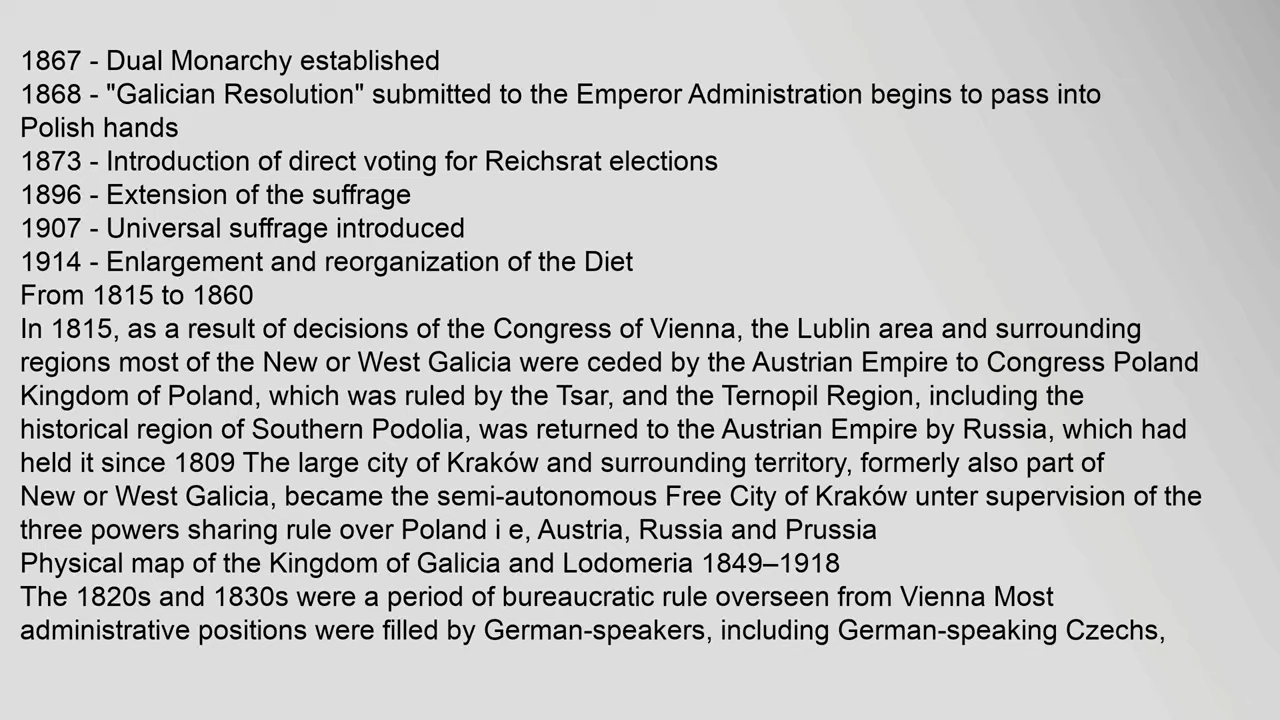 1867 - Dual Monarchy established
1868 - "Galician Resolution" submitted to the Emperor Administration begins to pass into
Polish hands
1873 - Introduction of direct voting for Reichsrat elections
1896 - Extension of the suffrage
1907 - Universal suffrage introduced
1914 - Enlargement and reorganization of the Diet
From 1815 to 1860
In 1815, as a result of decisions of the Congress of Vienna, the Lublin area and surrounding
regions most of the New or West Galicia were ceded by the Austrian Empire to Congress Poland
Kingdom of Poland, which was ruled by the Tsar, and the Ternopil Region, including the
historical region of Southern Podolia, was returned to the Austrian Empire by Russia, which had
held it since 1809 The large city of Kraków and surrounding territory, formerly also part of
New or West Galicia, became the semi-autonomous Free City of Kraków unter supervision of the
three powers sharing rule over Poland i e, Austria, Russia and Prussia
Physical map of the Kingdom of Galicia and Lodomeria 1849–1918
The 1820s and 1830s were a period of bureaucratic rule overseen from Vienna Most
administrative positions were filled by German-speakers, including German-speaking Czechs,